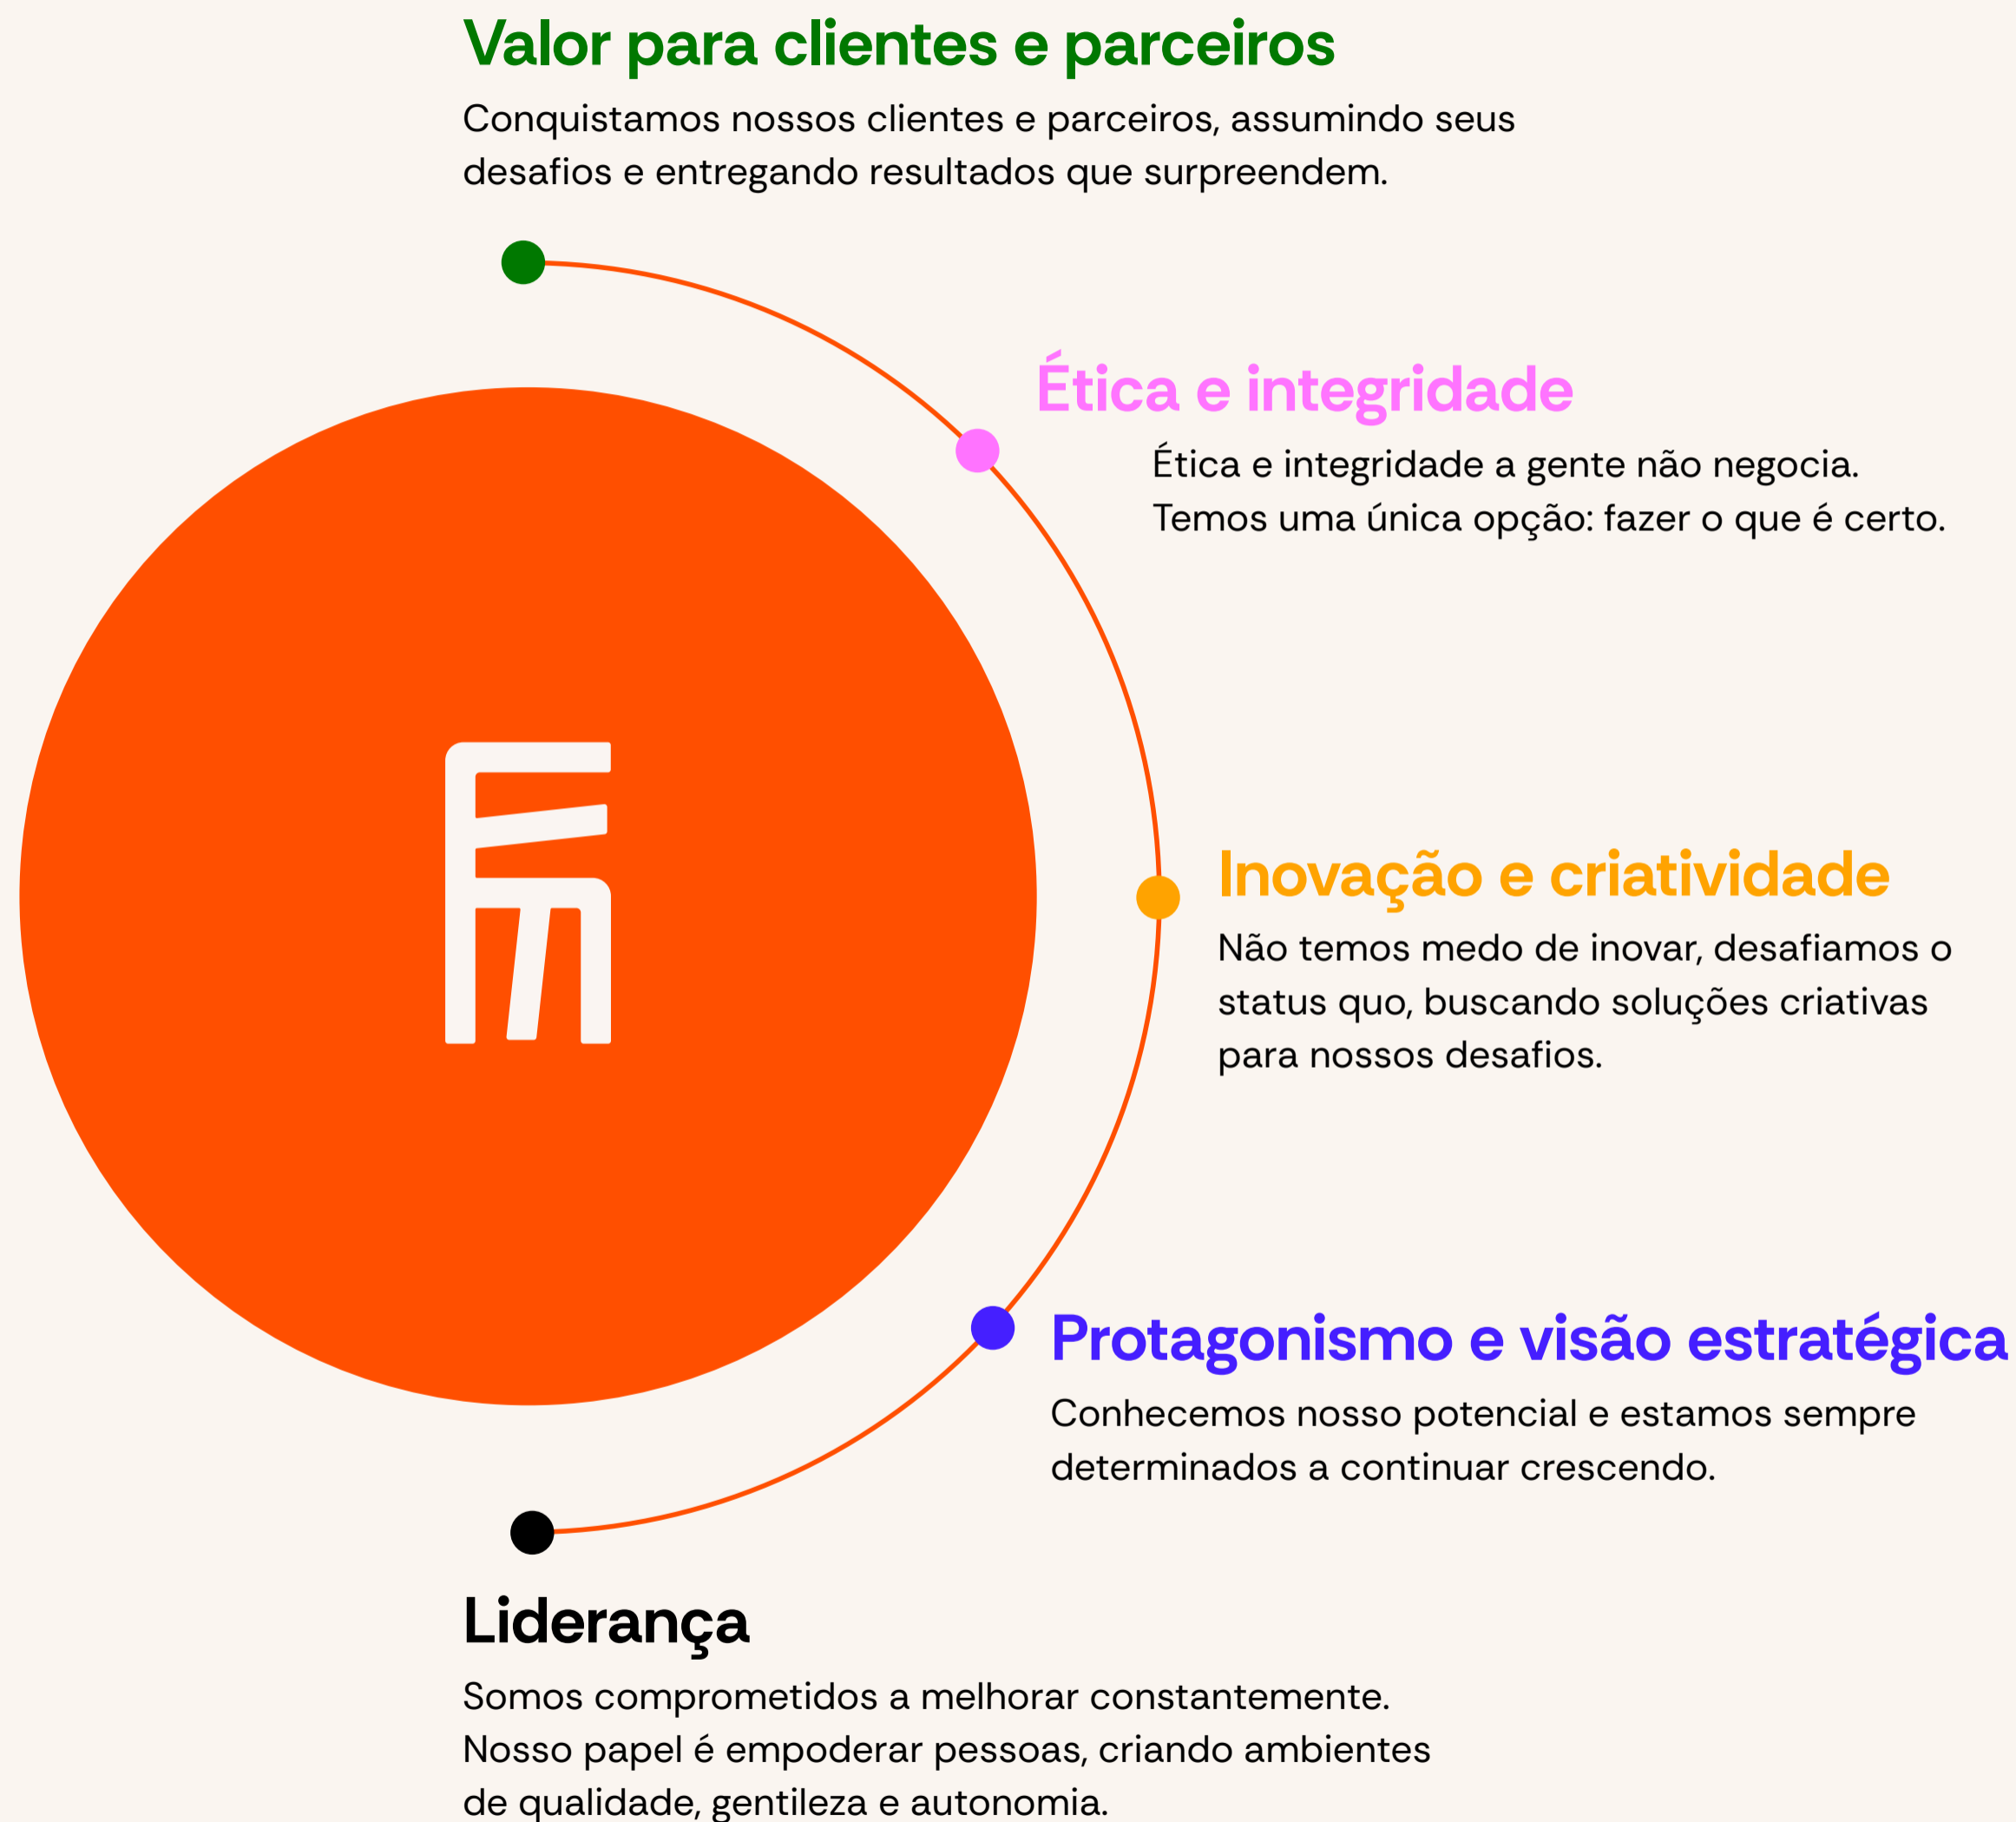 Valor para clientes e parceiros
Conquistamos nossos clientes e parceiros, assumindo seus
desafios e entregando resultados que surpreendem.
Ética e integridade
Ética e integridade a gente não negocia.
Temos uma única opção: fazer o que é certo.
Inovação e criatividade
Não temos medo de inovar, desafiamos o
status quo, buscando soluções criativas
para nossos desafios.
Protagonismo e visão estratégica
Conhecemos nosso potencial e estamos sempre
determinados a continuar crescendo.
Liderança
Somos comprometidos a melhorar constantemente.
Nosso papel é empoderar pessoas, criando ambientes
de qualidade, gentileza e autonomia.